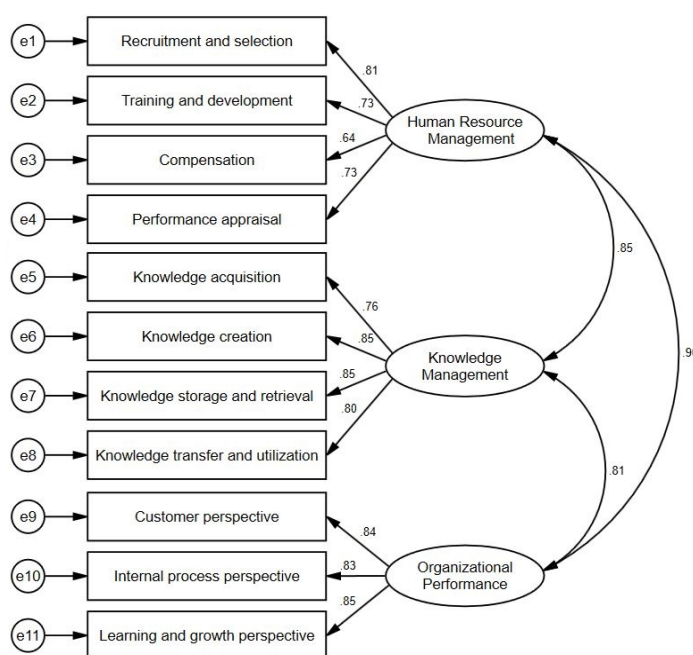 e1
Recruitment and selection
.81
e2
Training and development
.73
Human Resource
Management
e3
Compensation
.64
e4
Performance appraisal
.73
.85
e5
Knowledge acquisition
.76
e6
Knowledge creation
.85
Knowledge
Management
e7
Knowledge storage and retrieval
.85
e8
Knowledge transfer and utilization
.80
.81
e9
Customer perspective
.84
e10
Internal process perspective
.83
Organizational
Performance
e11
Learning and growth perspective
.85